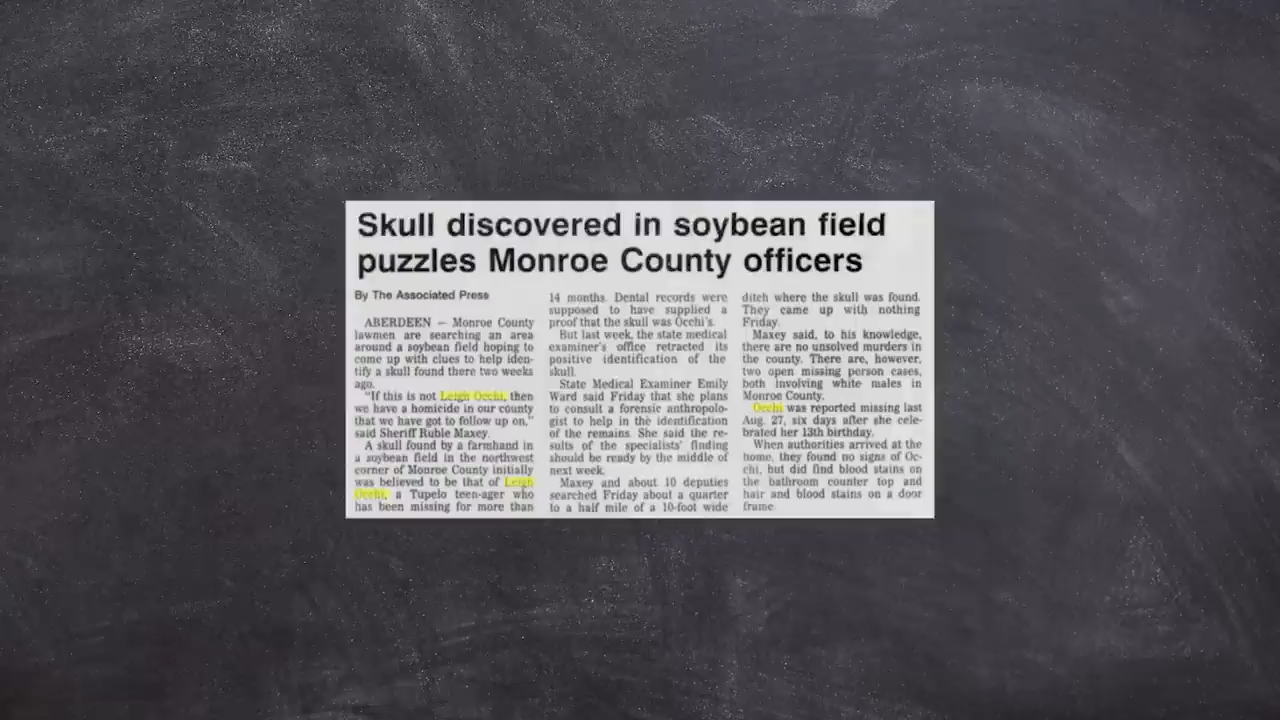 Skull discovered in soybean field
puzzles Monroe County officers
By The Associated Press
ABERDEEN — Monroe County
lawmen are searching an area
around a soybean field hoping to
come up with clues to help iden-
tify a skull found there two weeks
ago.
"If this is not Leigh Occhi, then
we have a homicide in our county
that we have got to follow up on,"
said Sheriff Ruble Maxey.
A skull found by a farmhand in
a soybean field in the northwest
corner of Monroe County initially
was believed to be that of Leigh
Occhi, a Tupelo teen-ager who
has been missing for more than
14 months. Dental records were
supposed to have supplied a
proof that the skull was Occhi's.
But last week, the state medical
examiner's office retracted its
positive identification of the
skull.
State Medical Examiner Emily
Ward said Friday that she plans
to consult a forensic anthropolo-
gist to help in the identification
of the remains. She said the re-
sults of the specialists' finding
should be ready by the middle of
next week.
Maxey and about 10 deputies
searched Friday about a quarter
to a half mile of a 10-foot wide
ditch where the skull was found.
They came up with nothing
Friday.
Maxey said, to his knowledge,
there are no unsolved murders in
the county. There are, however,
two open missing person cases,
both involving white males in
Monroe County.
Occhi was reported missing last
Aug. 27, six days after she cele-
brated her 13th birthday.
When authorities arrived at the
home, they found no signs of Oc-
chi, but did find blood stains on
the bathroom counter top and
hair and blood stains on a door
frame.